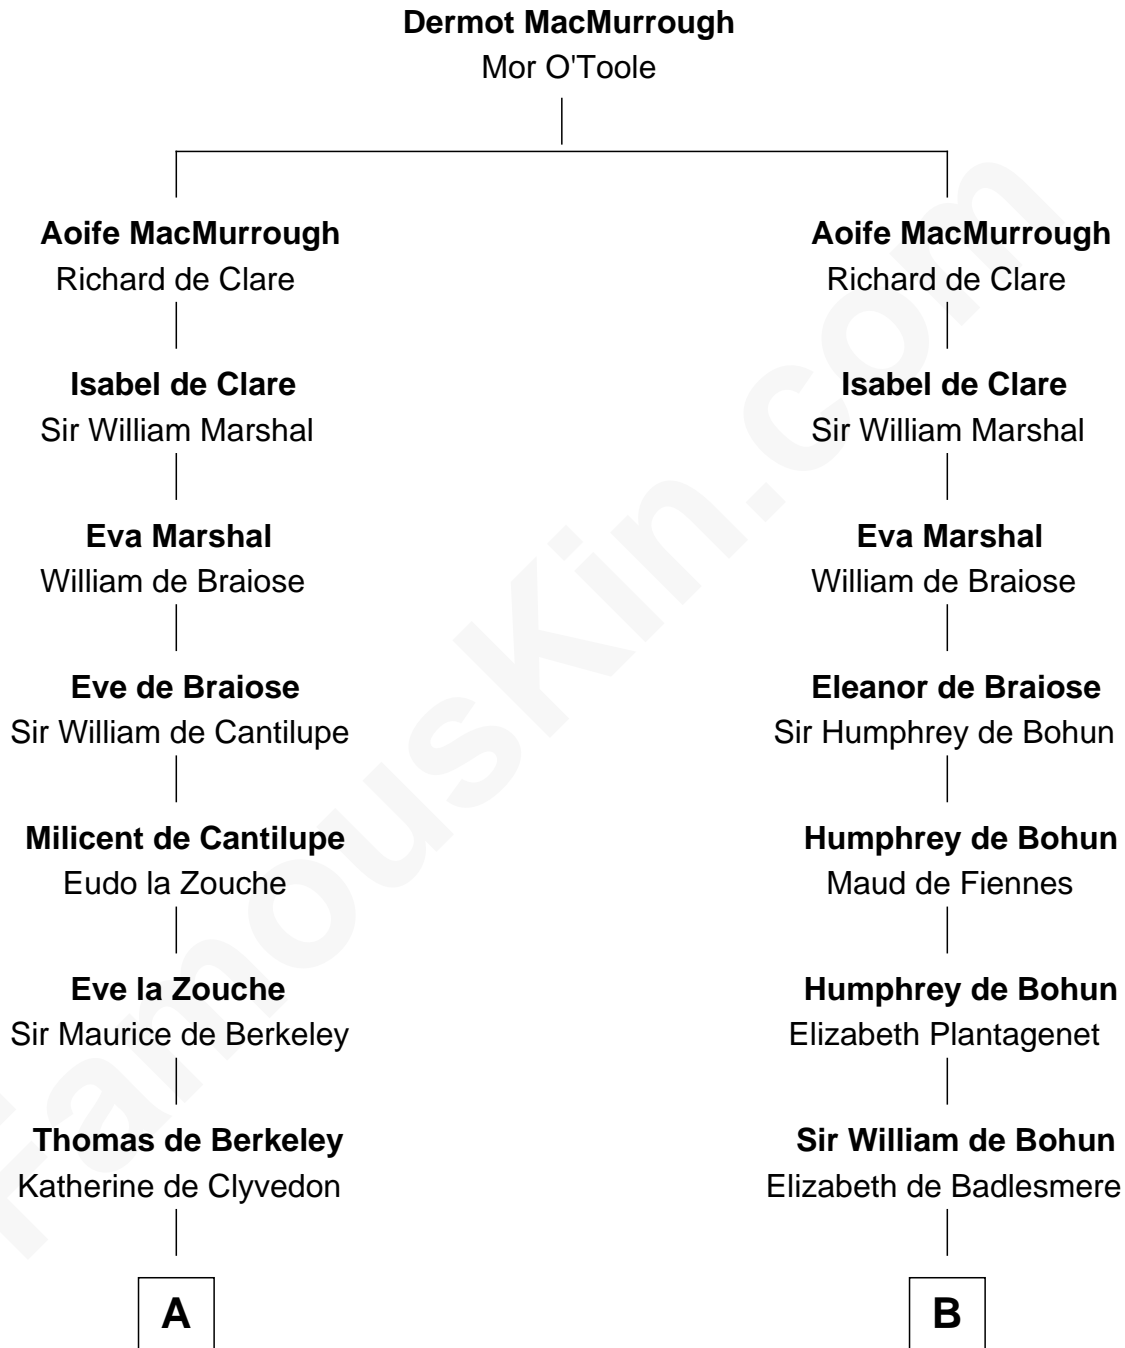 Dermot MacMurrough
Mor O'Toole
Aoife MacMurrough
Richard de Clare
Isabel de Clare
Sir William Marshal
Eva Marshal
William de Braiose
Eve de Braiose
Sir William de Cantilupe
Milicent de Cantilupe
Eudo la Zouche
Eve la Zouche
Sir Maurice de Berkeley
Thomas de Berkeley
Katherine de Clyvedon
A
Aoife MacMurrough
Richard de Clare
Isabel de Clare
Sir William Marshal
Eva Marshal
William de Braiose
Eleanor de Braiose
Sir Humphrey de Bohun
Humphrey de Bohun
Maud de Fiennes
Humphrey de Bohun
Elizabeth Plantagenet
Sir William de Bohun
Elizabeth de Badlesmere
B
FamousKin.com